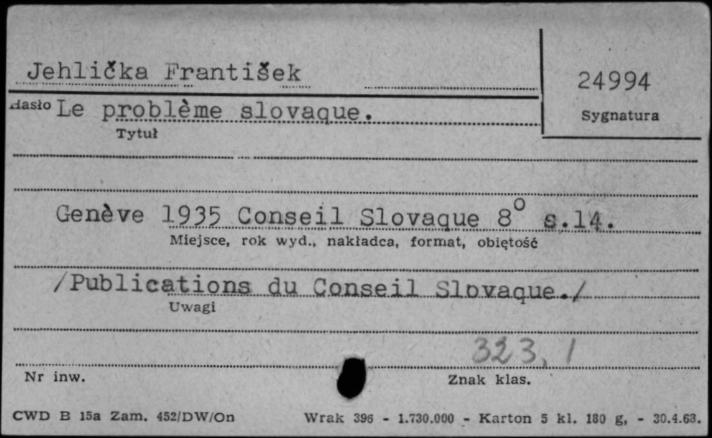 Jehlička František
24994
Hasło Le problème slovaque.
Sygnatura
Tytuł
Genève 1935 Conseil Slovaque 8⁰ s.14.
Miejsce, rok wyd., nakładca, format, objętość
/Publications du Conseil Slovaque./
Uwagi
323,1
Nr inw.
Znak klas.
CWD B 15a Zam. 452/DW/On Wrak 396 - 1.730.000 - Karton 5 kl. 180 g, - 30.4.63.